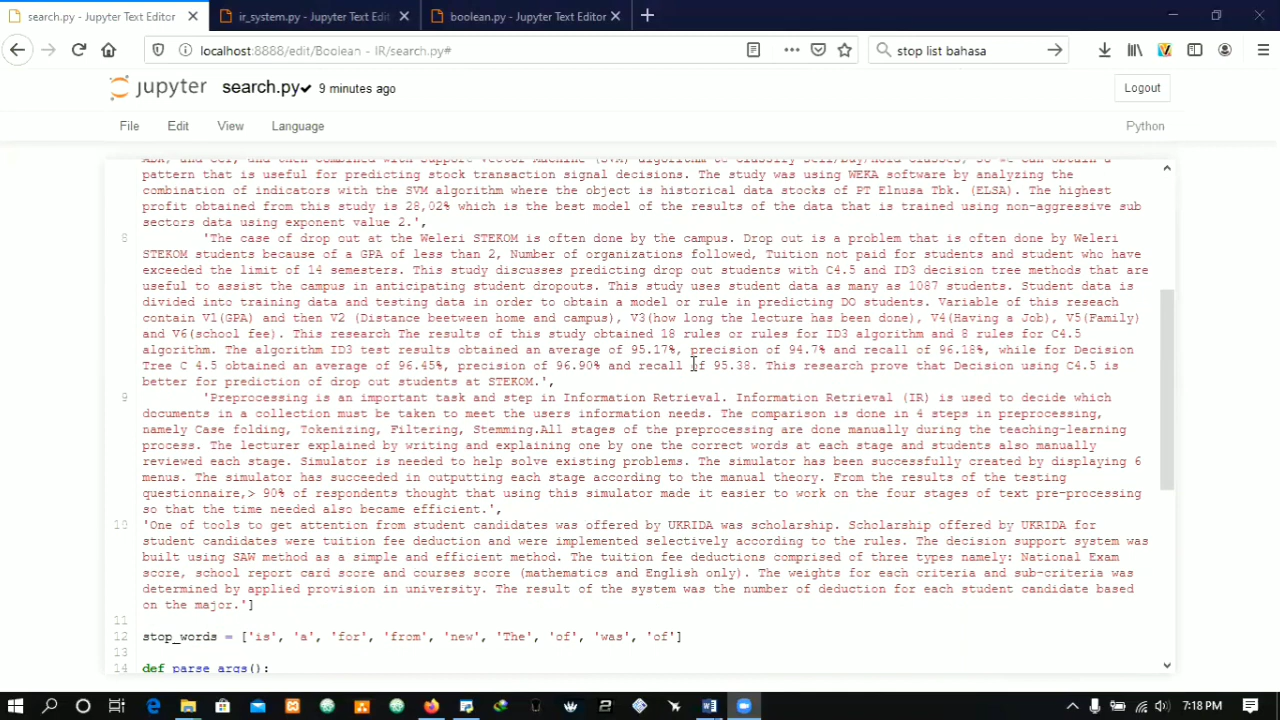 search.py - Jupyter Text Editor
ir_system.py - Jupyter Text Edit
boolean.py - Jupyter Text Editor
localhost:8888/edit/Boolean - IR/search.py#
stop list bahasa
jupyter search.py 9 minutes ago
Logout
File Edit View Language
Python
ADX, and CCI, and then combined with Support Vector Machine (SVM) algorithm to classify sell/buy/hold classes, so we can obtain a
pattern that is useful for predicting stock transaction signal decisions. The study was using WEKA software by analyzing the
combination of indicators with the SVM algorithm where the object is historical data stocks of PT Elnusa Tbk. (ELSA). The highest
profit obtained from this study is 28,02% which is the best model of the results of the data that is trained using non-aggressive sub
sectors data using exponent value 2.',
8 'The case of drop out at the Weleri STEKOM is often done by the campus. Drop out is a problem that is often done by Weleri
STEKOM students because of a GPA of less than 2, Number of organizations followed, Tuition not paid for students and student who have
exceeded the limit of 14 semesters. This study discusses predicting drop out students with C4.5 and ID3 decision tree methods that are
useful to assist the campus in anticipating student dropouts. This study uses student data as many as 1087 students. Student data is
divided into training data and testing data in order to obtain a model or rule in predicting DO students. Variable of this reseach
contain V1(GPA) and then V2 (Distance beetween home and campus), V3(how long the lecture has been done), V4(Having a Job), V5(Family)
and V6(school fee). This research The results of this study obtained 18 rules or rules for ID3 algorithm and 8 rules for C4.5
algorithm. The algorithm ID3 test results obtained an average of 95.17%, precision of 94.7% and recall of 96.18%, while for Decision
Tree C 4.5 obtained an average of 96.45%, precision of 96.90% and recall of 95.38. This research prove that Decision using C4.5 is
better for prediction of drop out students at STEKOM.',
9 'Preprocessing is an important task and step in Information Retrieval. Information Retrieval (IR) is used to decide which
documents in a collection must be taken to meet the users information needs. The comparison is done in 4 steps in preprocessing,
namely Case folding, Tokenizing, Filtering, Stemming.All stages of the preprocessing are done manually during the teaching-learning
process. The lecturer explained by writing and explaining one by one the correct words at each stage and students also manually
reviewed each stage. Simulator is needed to help solve existing problems. The simulator has been successfully created by displaying 6
menus. The simulator has succeeded in outputting each stage according to the manual theory. From the results of the testing
questionnaire,> 90% of respondents thought that using this simulator made it easier to work on the four stages of text pre-processing
so that the time needed also became efficient.',
10 'One of tools to get attention from student candidates was offered by UKRIDA was scholarship. Scholarship offered by UKRIDA for
student candidates were tuition fee deduction and were implemented selectively according to the rules. The decision support system was
built using SAW method as a simple and efficient method. The tuition fee deductions comprised of three types namely: National Exam
score, school report card score and courses score (mathematics and English only). The weights for each criteria and sub-criteria was
determined by applied provision in university. The result of the system was the number of deduction for each student candidate based
on the major.']
11
12 stop_words = ['is', 'a', 'for', 'from', 'new', 'The', 'of', 'was', 'of']
13
14 def parse_args():
7:18 PM